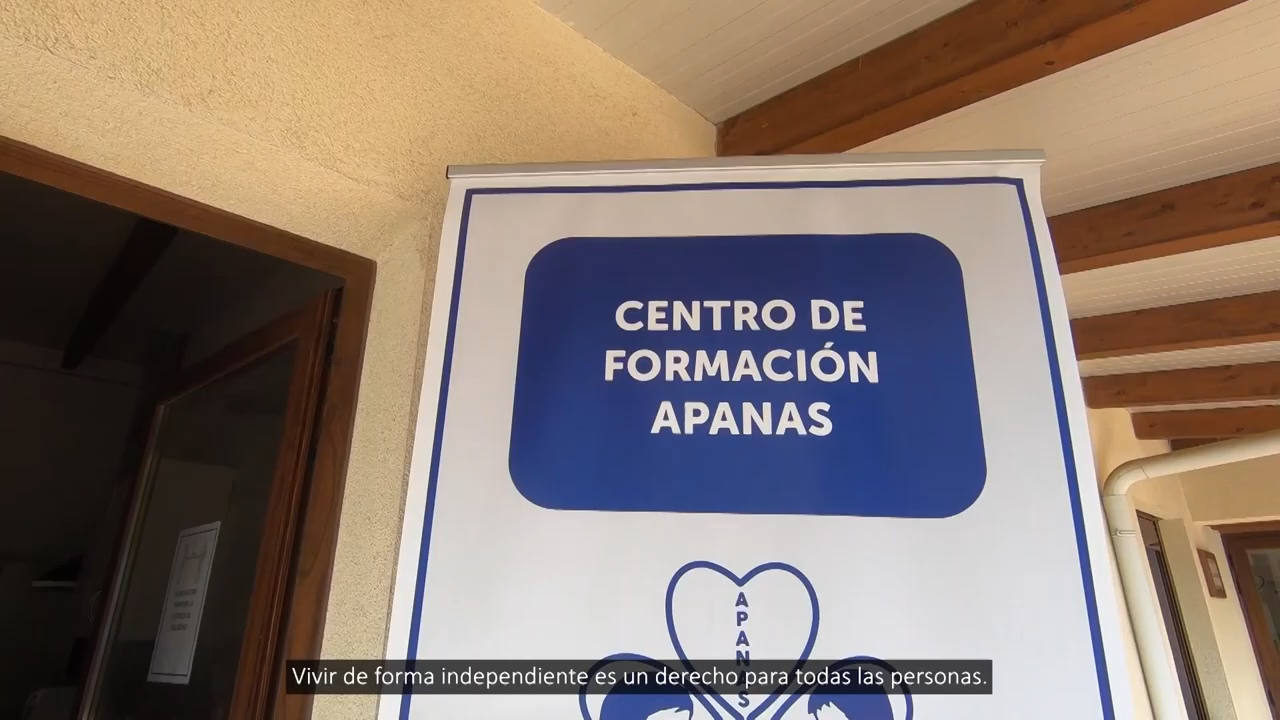 CENTRO DE
FORMACIÓN
APANAS
APANAS
Vivir de forma independiente es un derecho para todas las personas.